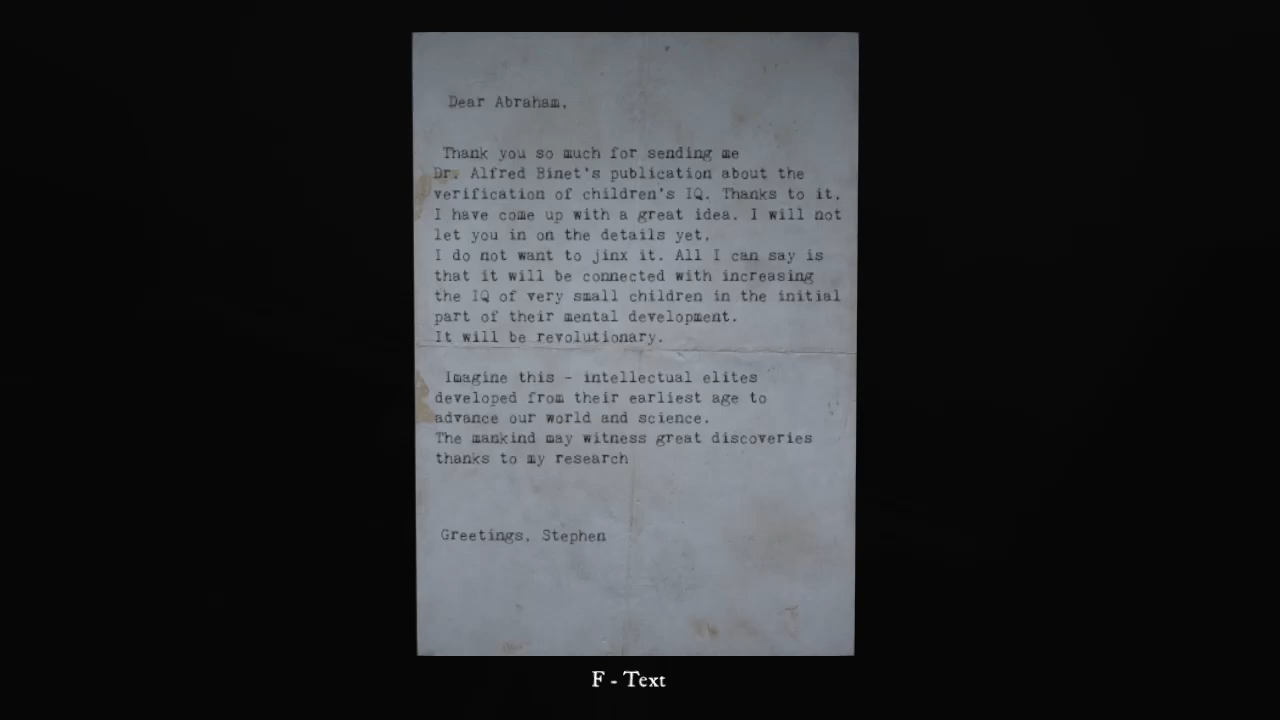 Dear Abraham,
Thank you so much for sending me
Dr. Alfred Binet's publication about the
verification of children's IQ. Thanks to it,
I have come up with a great idea. I will not
let you in on the details yet,
I do not want to jinx it. All I can say is
that it will be connected with increasing
the IQ of very small children in the initial
part of their mental development.
It will be revolutionary.
Imagine this - intellectual elites
developed from their earliest age to
advance our world and science.
The mankind may witness great discoveries
thanks to my research
Greetings, Stephen
F - Text